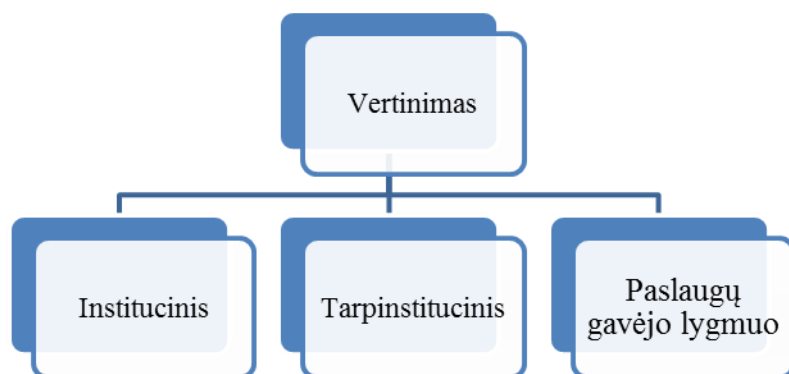 Vertinimas
Institucinis
Tarpinstitucinis
Paslaugų
gavėjo lygmuo